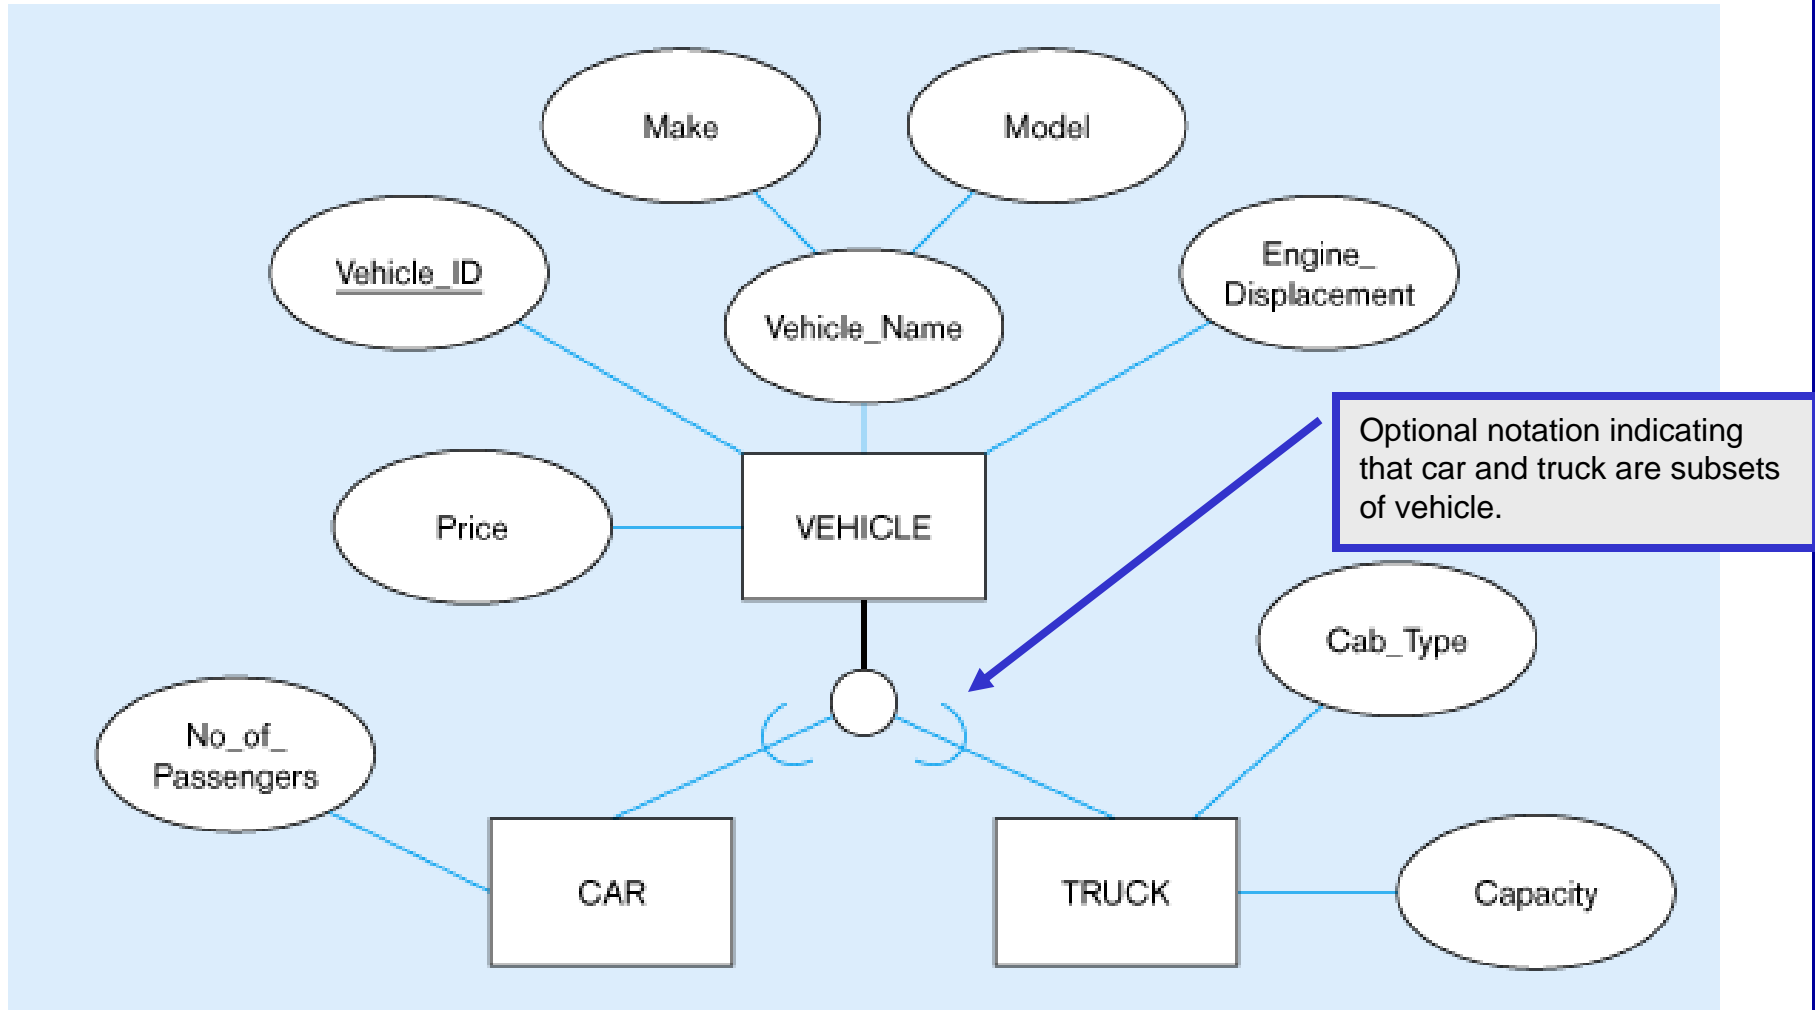 Make
Model
Vehicle_ID
Vehicle_Name
Engine_
Displacement
Optional notation indicating
that car and truck are subsets
of vehicle.
Price
VEHICLE
Cab_Type
No_of_
Passengers
CAR
TRUCK
Capacity